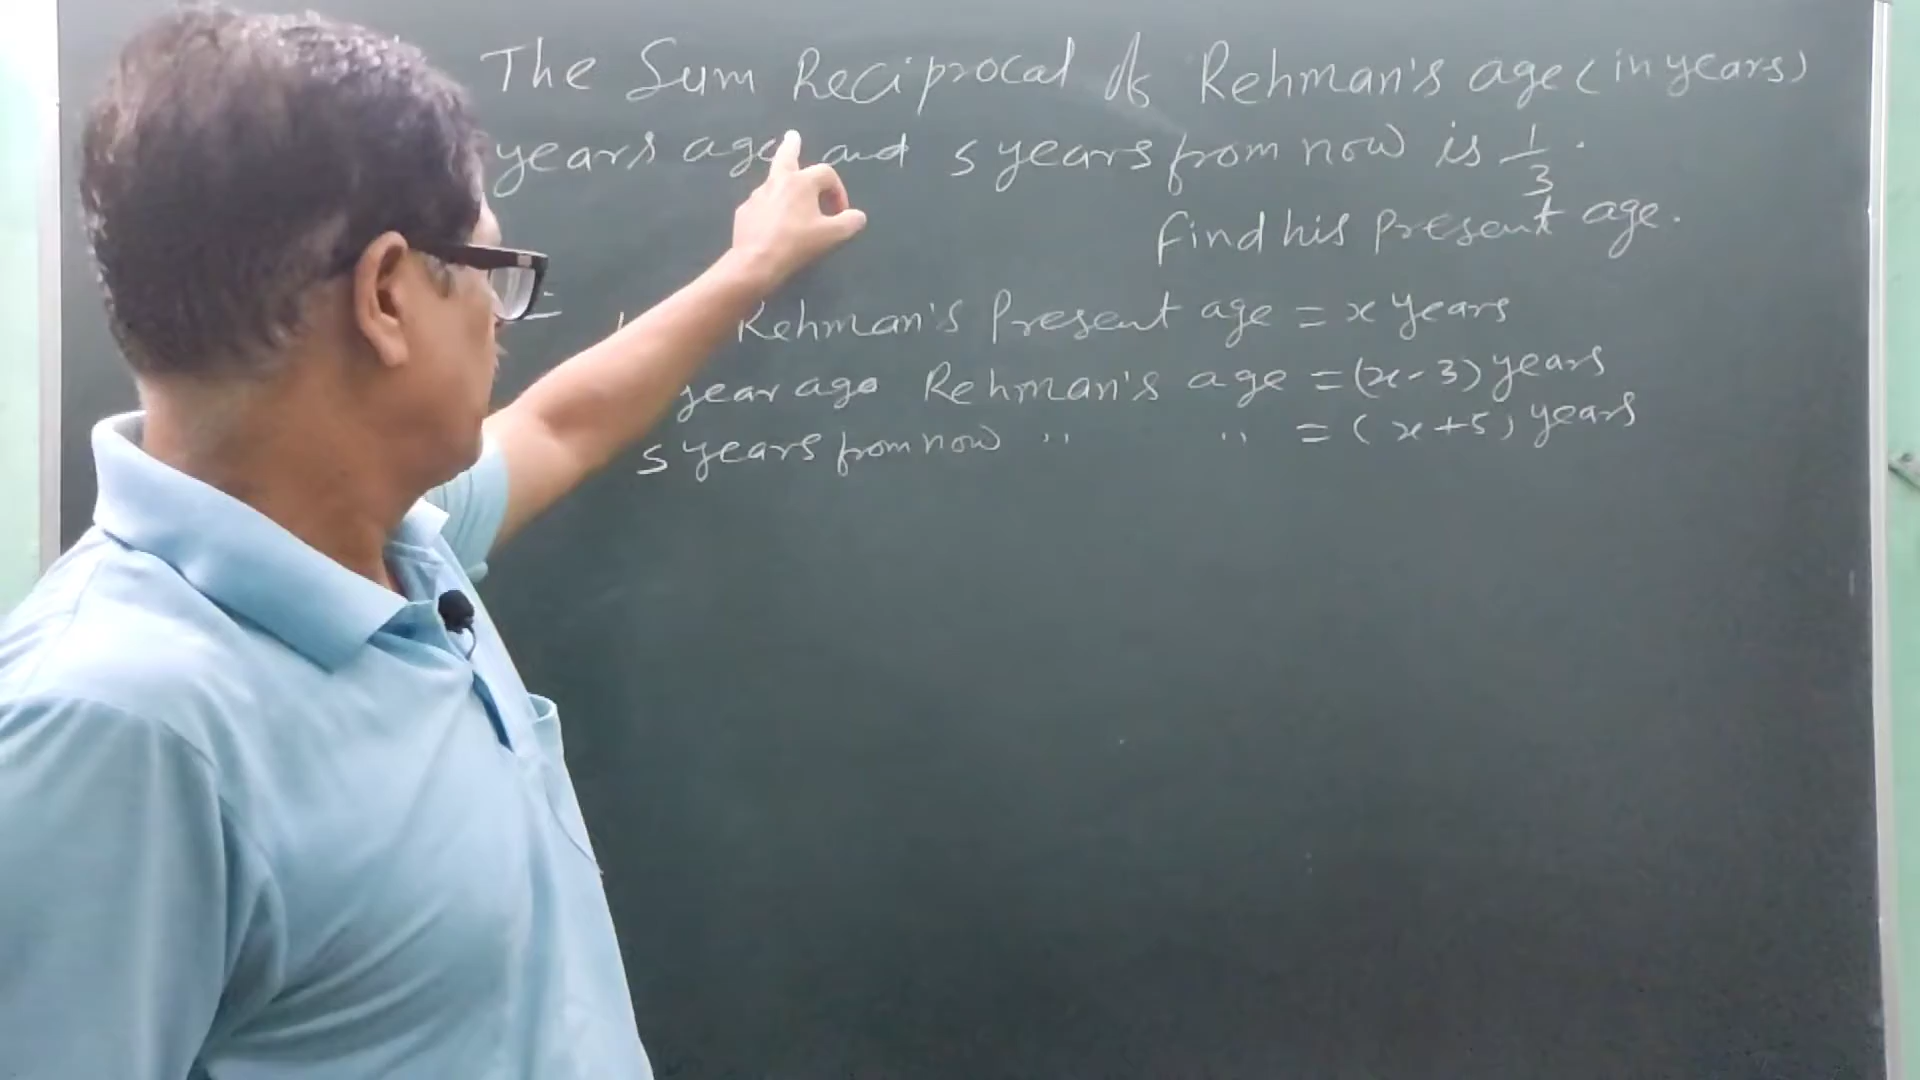 The Sum Reciprocal of Rehman's age (in years)
years age and 5 years from now is 1/3.
find his present age.
Rehman's Present age = x years
year ago Rehman's age = (x-3) years
5 years from now " " = (x+5) years